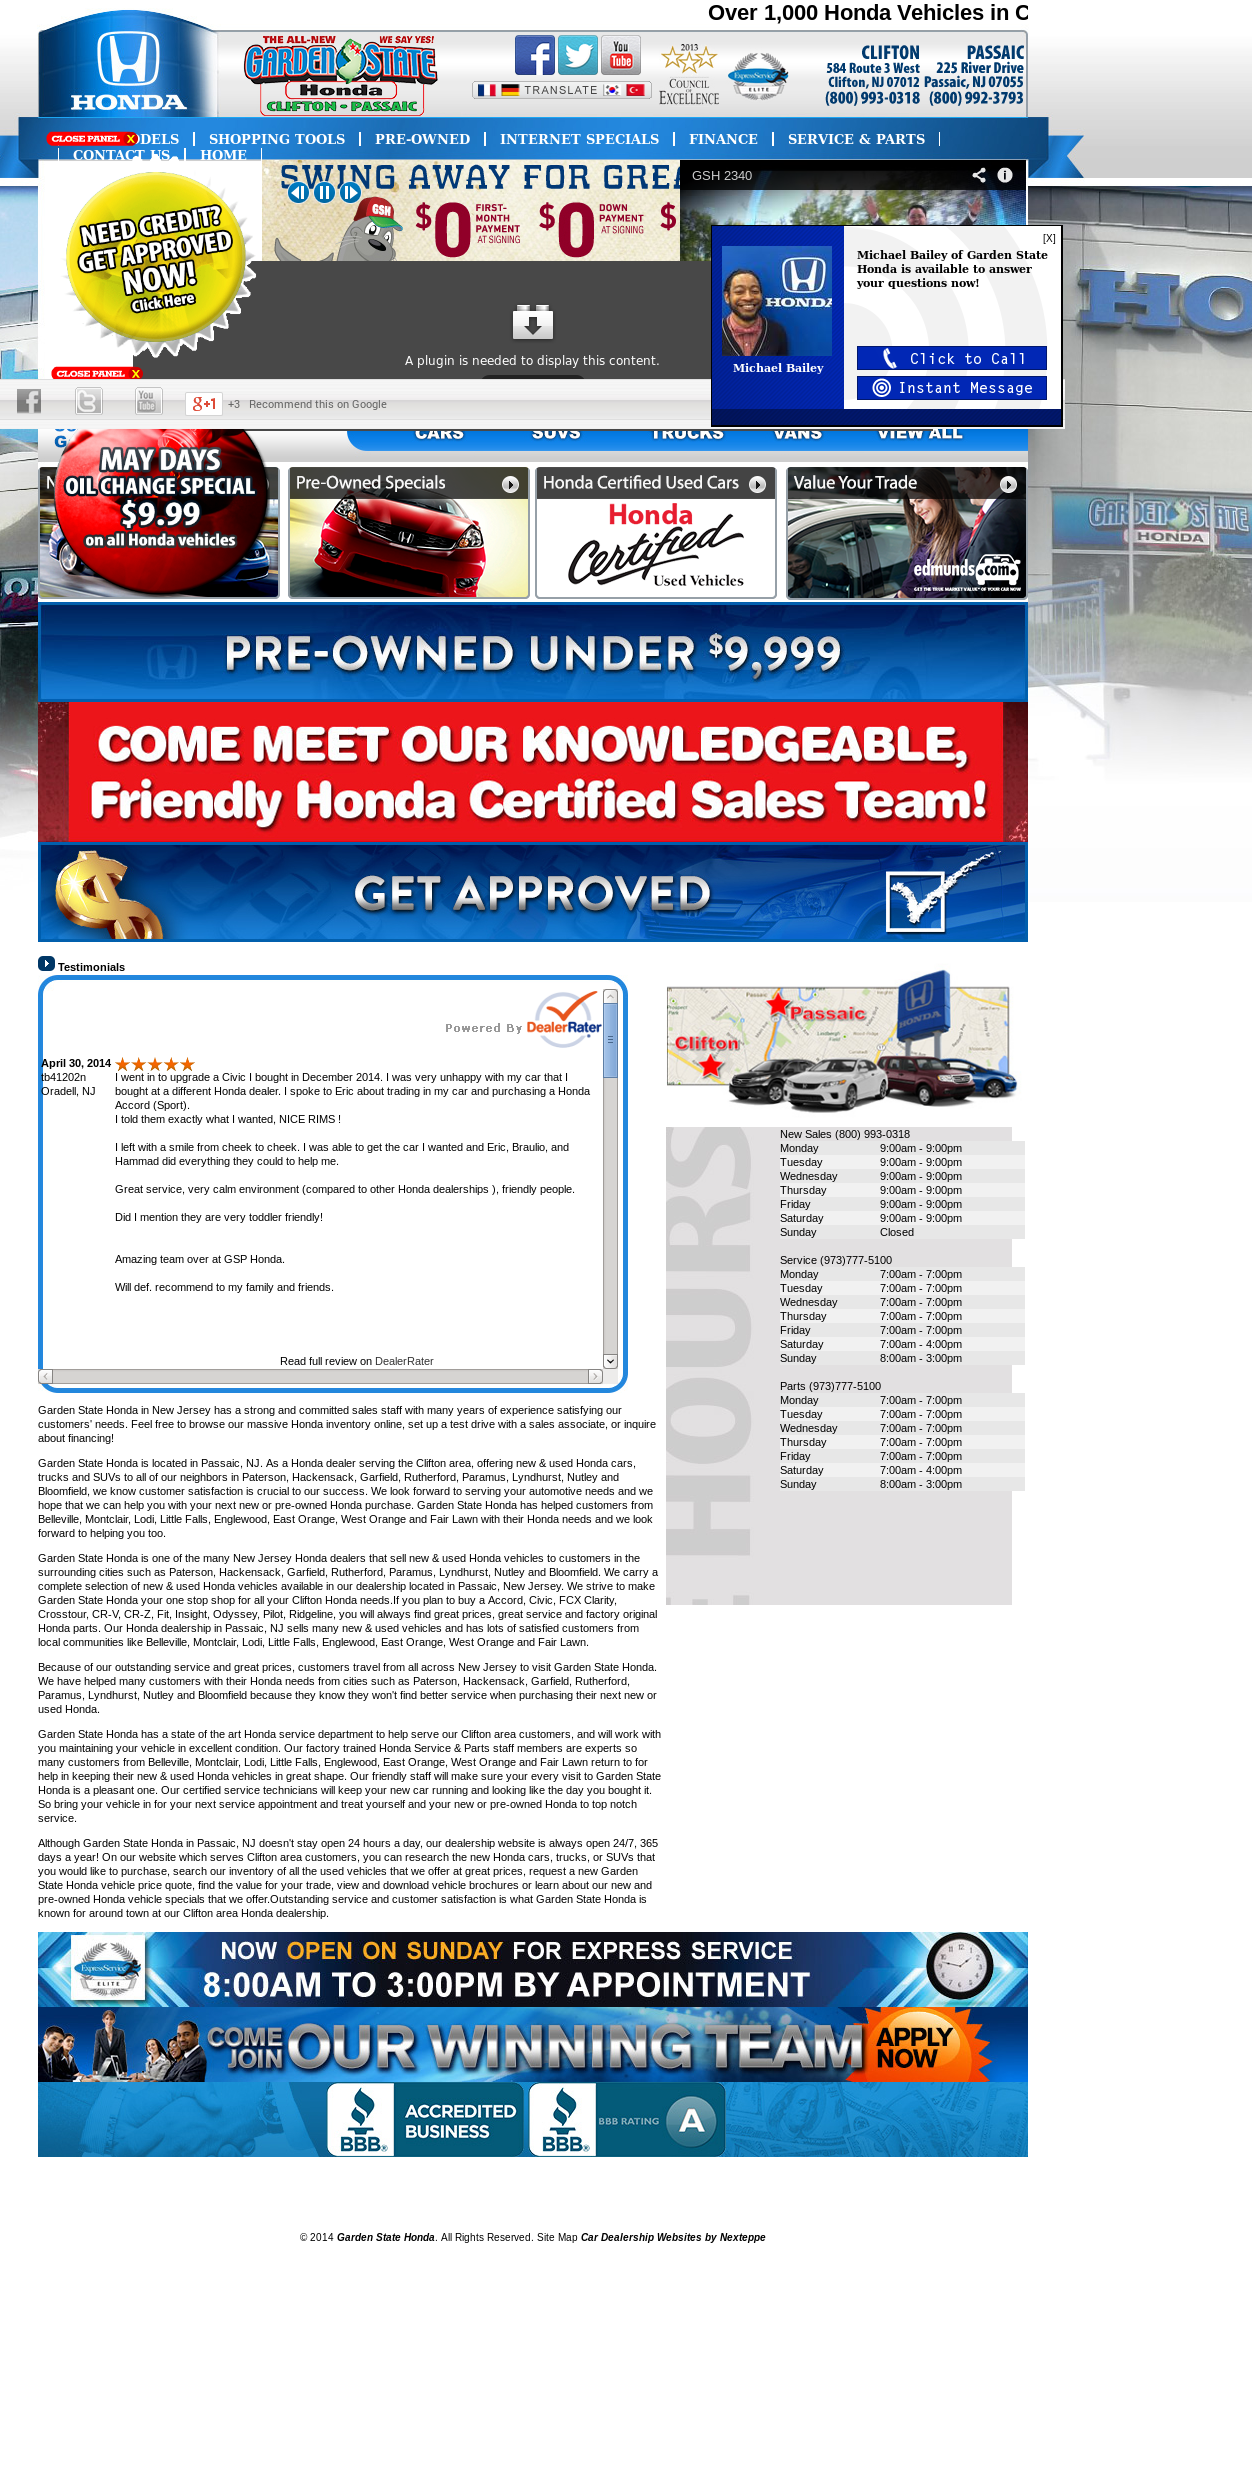 Over 1,000 Honda Vehicles in
HONDA
THE ALL-NEW WE SAY YES!
GARDEN STATE
Honda
CLIFTON - PASSAIC
You
Tube
TRANSLATE
2013
COUNCIL
of
EXCELLENCE
ExpressService
ELITE
CLIFTON
584 Route 3 West
Clifton, NJ 07012
(800) 993-0318
PASSAIC
225 River Drive
Passaic, NJ 07055
(800) 992-3793
CLOSE PANEL X
SHOPPING TOOLS
PRE-OWNED
INTERNET SPECIALS
FINANCE
SERVICE & PARTS
CONTACT US
HOME
NEED CREDIT?
GET APPROVED
NOW!
Click Here
SWING AWAY FOR
GSH
$0 FIRST-
MONTH
PAYMENT
AT SIGNING
$0 DOWN
PAYMENT
AT SIGNING
GSH 2340
A plugin is needed to display this content.
[X]
Michael Bailey of Garden State
Honda is available to answer
your questions now!
Michael Bailey
Click to Call
Instant Message
CLOSE PANEL X
You
Tube
g+1
+3 Recommend this on Google
CARS
SUVS
TRUCKS
VANS
VIEW ALL
MAY DAYS
OIL CHANGE SPECIAL
$9.99
on all Honda vehicles
Pre-Owned Specials
Honda Certified Used Cars
Honda
Certified
Used Vehicles
Value Your Trade
edmunds.com
GET THE TRUE MARKET VALUE® OF YOUR CAR NOW
GARDEN STATE
HONDA
PRE-OWNED UNDER $9,999
COME MEET OUR KNOWLEDGEABLE,
Friendly Honda Certified Sales Team!
GET APPROVED
Testimonials
Powered By DealerRater
April 30, 2014
tb41202n
Oradell, NJ
I went in to upgrade a Civic I bought in December 2014. I was very unhappy with my car that I
bought at a different Honda dealer. I spoke to Eric about trading in my car and purchasing a Honda
Accord (Sport).
I told them exactly what I wanted, NICE RIMS !
I left with a smile from cheek to cheek. I was able to get the car I wanted and Eric, Braulio, and
Hammad did everything they could to help me.
Great service, very calm environment (compared to other Honda dealerships ), friendly people.
Did I mention they are very toddler friendly!
Amazing team over at GSP Honda.
Will def. recommend to my family and friends.
Read full review on DealerRater
Passaic
Clifton
HONDA
HOURS
New Sales (800) 993-0318
Monday 9:00am - 9:00pm
Tuesday 9:00am - 9:00pm
Wednesday 9:00am - 9:00pm
Thursday 9:00am - 9:00pm
Friday 9:00am - 9:00pm
Saturday 9:00am - 9:00pm
Sunday Closed
Service (973)777-5100
Monday 7:00am - 7:00pm
Tuesday 7:00am - 7:00pm
Wednesday 7:00am - 7:00pm
Thursday 7:00am - 7:00pm
Friday 7:00am - 7:00pm
Saturday 7:00am - 4:00pm
Sunday 8:00am - 3:00pm
Parts (973)777-5100
Monday 7:00am - 7:00pm
Tuesday 7:00am - 7:00pm
Wednesday 7:00am - 7:00pm
Thursday 7:00am - 7:00pm
Friday 7:00am - 7:00pm
Saturday 7:00am - 4:00pm
Sunday 8:00am - 3:00pm
Garden State Honda in New Jersey has a strong and committed sales staff with many years of experience satisfying our
customers' needs. Feel free to browse our massive Honda inventory online, set up a test drive with a sales associate, or inquire
about financing!
Garden State Honda is located in Passaic, NJ. As a Honda dealer serving the Clifton area, offering new & used Honda cars,
trucks and SUVs to all of our neighbors in Paterson, Hackensack, Garfield, Rutherford, Paramus, Lyndhurst, Nutley and
Bloomfield, we know customer satisfaction is crucial to our success. We look forward to serving your automotive needs and we
hope that we can help you with your next new or pre-owned Honda purchase. Garden State Honda has helped customers from
Belleville, Montclair, Lodi, Little Falls, Englewood, East Orange, West Orange and Fair Lawn with their Honda needs and we look
forward to helping you too.
Garden State Honda is one of the many New Jersey Honda dealers that sell new & used Honda vehicles to customers in the
surrounding cities such as Paterson, Hackensack, Garfield, Rutherford, Paramus, Lyndhurst, Nutley and Bloomfield. We carry a
complete selection of new & used Honda vehicles available in our dealership located in Passaic, New Jersey. We strive to make
Garden State Honda your one stop shop for all your Clifton Honda needs.If you plan to buy a Accord, Civic, FCX Clarity,
Crosstour, CR-V, CR-Z, Fit, Insight, Odyssey, Pilot, Ridgeline, you will always find great prices, great service and factory original
Honda parts. Our Honda dealership in Passaic, NJ sells many new & used vehicles and has lots of satisfied customers from
local communities like Belleville, Montclair, Lodi, Little Falls, Englewood, East Orange, West Orange and Fair Lawn.
Because of our outstanding service and great prices, customers travel from all across New Jersey to visit Garden State Honda.
We have helped many customers with their Honda needs from cities such as Paterson, Hackensack, Garfield, Rutherford,
Paramus, Lyndhurst, Nutley and Bloomfield because they know they won't find better service when purchasing their next new or
used Honda.
Garden State Honda has a state of the art Honda service department to help serve our Clifton area customers, and will work with
you maintaining your vehicle in excellent condition. Our factory trained Honda Service & Parts staff members are experts so
many customers from Belleville, Montclair, Lodi, Little Falls, Englewood, East Orange, West Orange and Fair Lawn return to for
help in keeping their new & used Honda vehicles in great shape. Our friendly staff will make sure your every visit to Garden State
Honda is a pleasant one. Our certified service technicians will keep your new car running and looking like the day you bought it.
So bring your vehicle in for your next service appointment and treat yourself and your new or pre-owned Honda to top notch
service.
Although Garden State Honda in Passaic, NJ doesn't stay open 24 hours a day, our dealership website is always open 24/7, 365
days a year! On our website which serves Clifton area customers, you can research the new Honda cars, trucks, or SUVs that
you would like to purchase, search our inventory of all the used vehicles that we offer at great prices, request a new Garden
State Honda vehicle price quote, find the value for your trade, view and download vehicle brochures or learn about our new and
pre-owned Honda vehicle specials that we offer.Outstanding service and customer satisfaction is what Garden State Honda is
known for around town at our Clifton area Honda dealership.
ExpressService
ELITE
NOW OPEN ON SUNDAY FOR EXPRESS SERVICE
8:00AM TO 3:00PM BY APPOINTMENT
COME
JOIN OUR WINNING TEAM
APPLY
NOW
BBB®
ACCREDITED
BUSINESS
BBB®
BBB RATING A
© 2014 Garden State Honda. All Rights Reserved. Site Map Car Dealership Websites by Nexteppe